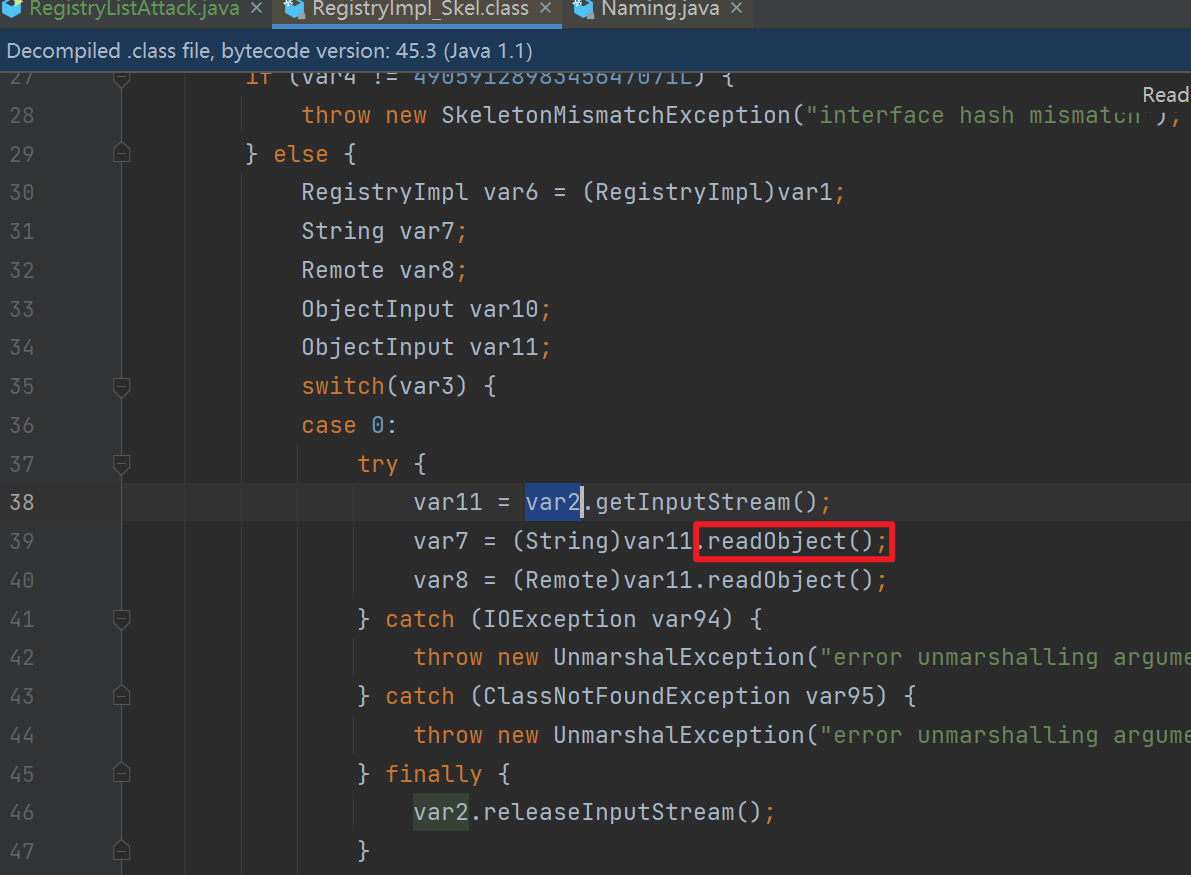 RegistryListAttack.java × RegistryImpl_Skel.class × Naming.java ×
Decompiled .class file, bytecode version: 45.3 (Java 1.1)
Read
27 if (var4 != 4905912898345647071L) {
28 throw new SkeletonMismatchException("interface hash mismatch");
29 } else {
30 RegistryImpl var6 = (RegistryImpl)var1;
31 String var7;
32 Remote var8;
33 ObjectInput var10;
34 ObjectInput var11;
35 switch(var3) {
36 case 0:
37 try {
38 var11 = var2.getInputStream();
39 var7 = (String)var11.readObject();
40 var8 = (Remote)var11.readObject();
41 } catch (IOException var94) {
42 throw new UnmarshalException("error unmarshalling argume
43 } catch (ClassNotFoundException var95) {
44 throw new UnmarshalException("error unmarshalling argume
45 } finally {
46 var2.releaseInputStream();
47 }